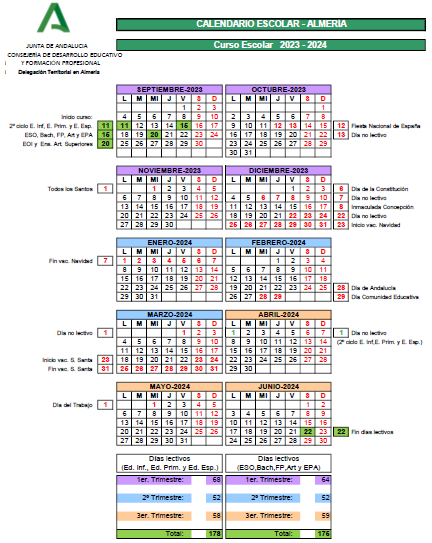 CALENDARIO ESCOLAR - ALMERIA
JUNTA DE ANDALUCIA
CONSEJERÍA DE DESARROLLO EDUCATIVO
Y FORMACION PROFESIONAL
Delegación Territorial en Almería
Curso Escolar 2023 - 2024
SEPTIEMBRE-2023 OCTUBRE-2023
L M MI J V S D L M MI J V S D
1 2 3 1
Inicio curso: 4 5 6 7 8 9 10 2 3 4 5 6 7 8
2º ciclo E. Inf, E. Prim. y E. Esp. 11 11 12 13 14 15 16 17 9 10 11 12 13 14 15 12 Fiesta Nacional de España
ESO, Bach, FP, Art y EPA 15 18 19 20 21 22 23 24 16 17 18 19 20 21 22 13 Día no lectivo
EOI y Ens. Art. Superiores 20 25 26 27 28 29 30 23 24 25 26 27 28 29
30 31
NOVIEMBRE-2023 DICIEMBRE-2023
L M MI J V S D L M MI J V S D
Todos los Santos 1 1 2 3 4 5 1 2 3 6 Día de la Constitución
6 7 8 9 10 11 12 4 5 6 7 8 9 10 7 Día no lectivo
13 14 15 16 17 18 19 11 12 13 14 15 16 17 8 Inmaculada Concepción
20 21 22 23 24 25 26 18 19 20 21 22 23 24 22 Día no lectivo
27 28 29 30 25 26 27 28 29 30 31 23 Inicio vac. Navidad
ENERO-2024 FEBRERO-2024
L M MI J V S D L M MI J V S D
Fin vac. Navidad 7 1 2 3 4 5 6 7 1 2 3 4
8 9 10 11 12 13 14 5 6 7 8 9 10 11
15 16 17 18 19 20 21 12 13 14 15 16 17 18
22 23 24 25 26 27 28 19 20 21 22 23 24 25 28 Día de Andalucía
29 30 31 26 27 28 29 29 Día Comunidad Educativa
MARZO-2024 ABRIL-2024
L M MI J V S D L M MI J V S D
Día no lectivo 1 1 2 3 1 2 3 4 5 6 7 1 Día no lectivo
4 5 6 7 8 9 10 8 9 10 11 12 13 14 (2º ciclo E. Inf,E. Prim. y E. Esp.)
11 12 13 14 15 16 17 15 16 17 18 19 20 21
Inicio vac. S. Santa 23 18 19 20 21 22 23 24 22 23 24 25 26 27 28
Fin vac. S. Santa 31 25 26 27 28 29 30 31 29 30
MAYO-2024 JUNIO-2024
L M MI J V S D L M MI J V S D
Día del Trabajo 1 1 2 3 4 5 1 2
6 7 8 9 10 11 12 3 4 5 6 7 8 9
13 14 15 16 17 18 19 10 11 12 13 14 15 16
20 21 22 23 24 25 26 17 18 19 20 21 22 23 22 Fin días lectivos
27 28 29 30 31 24 25 26 27 28 29 30
Días lectivos Días lectivos
(Ed. Inf., Ed. Prim. y Ed. Esp.) (ESO,Bach,FP,Art y EPA)
1er. Trimestre: 68 1er. Trimestre: 64
2º Trimestre: 52 2º Trimestre: 52
3er. Trimestre: 58 3er. Trimestre: 59
Total: 178 Total: 176